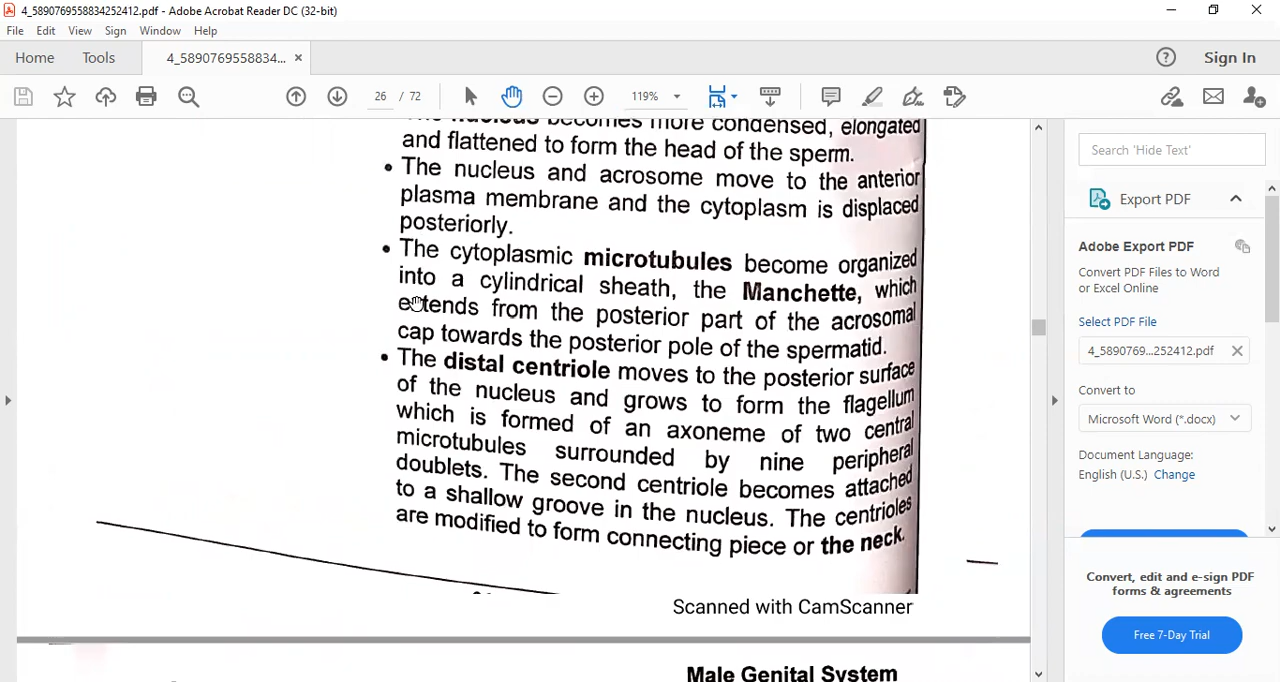 4_5890769558834252412.pdf - Adobe Acrobat Reader DC (32-bit)
File Edit View Sign Window Help
Home Tools 4_5890769558834... ×
Sign In
26 / 72 119%
The nucleus becomes more condensed, elongated
and flattened to form the head of the sperm.
• The nucleus and acrosome move to the anterior
plasma membrane and the cytoplasm is displaced
posteriorly.
• The cytoplasmic microtubules become organized
into a cylindrical sheath, the Manchette, which
extends from the posterior part of the acrosomal
cap towards the posterior pole of the spermatid.
• The distal centriole moves to the posterior surface
of the nucleus and grows to form the flagellum
which is formed of an axoneme of two central
microtubules surrounded by nine peripheral
doublets. The second centriole becomes attached
to a shallow groove in the nucleus. The centrioles
are modified to form connecting piece or the neck.
Scanned with CamScanner
Male Genital System
Search 'Hide Text'
Export PDF
Adobe Export PDF
Convert PDF Files to Word
or Excel Online
Select PDF File
4_5890769...252412.pdf
Convert to
Microsoft Word (*.docx)
Document Language:
English (U.S.) Change
Convert, edit and e-sign PDF
forms & agreements
Free 7-Day Trial